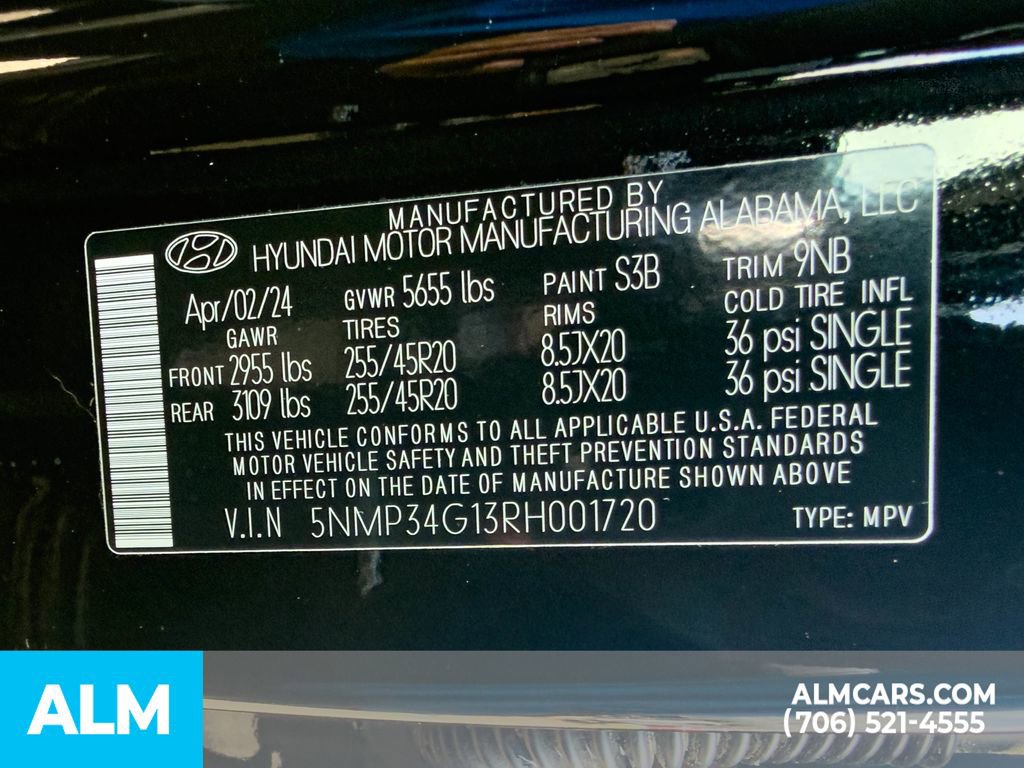 MANUFACTURED BY
HYUNDAI MOTOR MANUFACTURING ALABAMA, LLC
Apr/02/24 GVWR 5655 lbs PAINT S3B TRIM 9NB
GAWR TIRES RIMS COLD TIRE INFL
FRONT 2955 lbs 255/45R20 8.5JX20 36 psi SINGLE
REAR 3109 lbs 255/45R20 8.5JX20 36 psi SINGLE
THIS VEHICLE CONFORMS TO ALL APPLICABLE U.S.A. FEDERAL
MOTOR VEHICLE SAFETY AND THEFT PREVENTION STANDARDS
IN EFFECT ON THE DATE OF MANUFACTURE SHOWN ABOVE
V.I.N 5NMP34G13RH001720 TYPE: MPV
ALM
ALMCARS.COM
(706) 521-4555